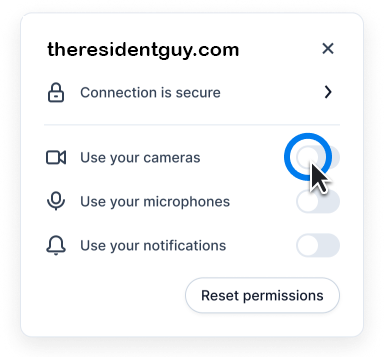 theresidentguy.com
Connection is secure
Use your cameras
Use your microphones
Use your notifications
Reset permissions